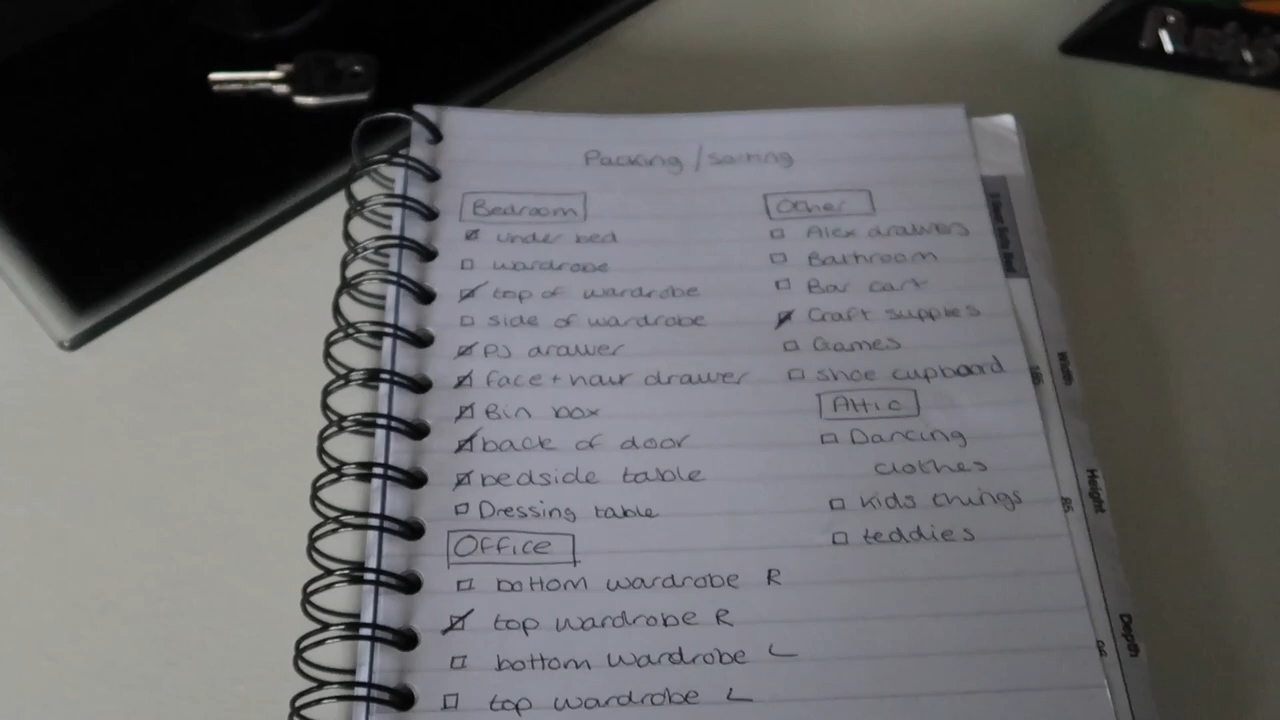 Packing / Sorting
Bedroom
under bed
wardrobe
top of wardrobe
side of wardrobe
PJ drawer
face + hair drawer
Bin box
back of door
bedside table
Dressing table
Office
bottom wardrobe R
top wardrobe R
bottom wardrobe L
top wardrobe L
Other
Alex drawers
Bathroom
Bar cart
Craft supplies
Games
shoe cupboard
Attic
Dancing
clothes
kids things
teddies
Width
Height
Depth